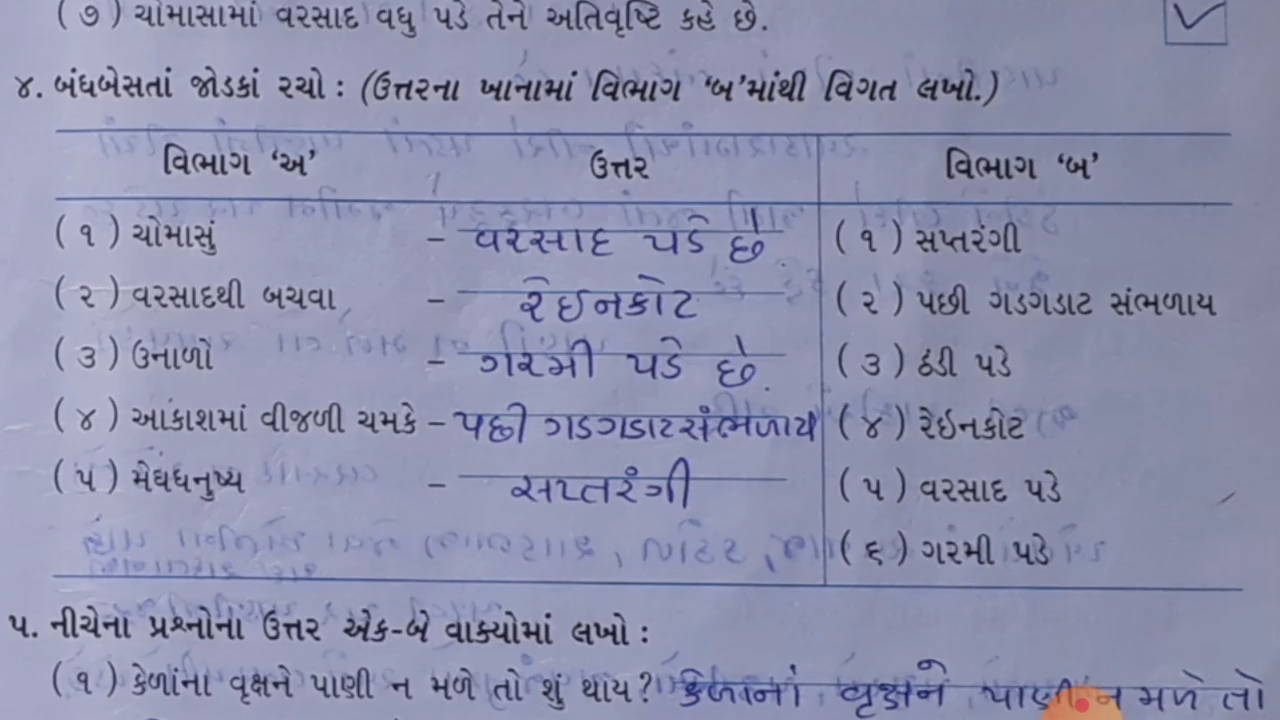 (૭) ચોમાસામાં વરસાદ વધુ પડે તેને અતિવૃષ્ટિ કહે છે.
૪. બંધબેસતાં જોડકાં રચો : (ઉત્તરના ખાનામાં વિભાગ ‘બ’માંથી વિગત લખો.)
વિભાગ ‘અ’ ઉત્તર વિભાગ ‘બ’
(૧) ચોમાસું – વરસાદ પડે છે. (૧) સપ્તરંગી
(૨) વરસાદથી બચવા – રેઇનકોટ (૨) પછી ગડગડાટ સંભળાય
(૩) ઉનાળો – ગરમી પડે છે. (૩) ઠંડી પડે
(૪) આકાશમાં વીજળી ચમકે – પછી ગડગડાટ સંભળાય (૪) રેઇનકોટ
(૫) મેઘધનુષ્ય – સપ્તરંગી (૫) વરસાદ પડે
(૬) ગરમી પડે
૫. નીચેના પ્રશ્નોના ઉત્તર એક-બે વાક્યોમાં લખો :
(૧) કેળાંના વૃક્ષને પાણી ન મળે તો શું થાય? કેળાનાં વૃક્ષને પાણી ન મળે તો